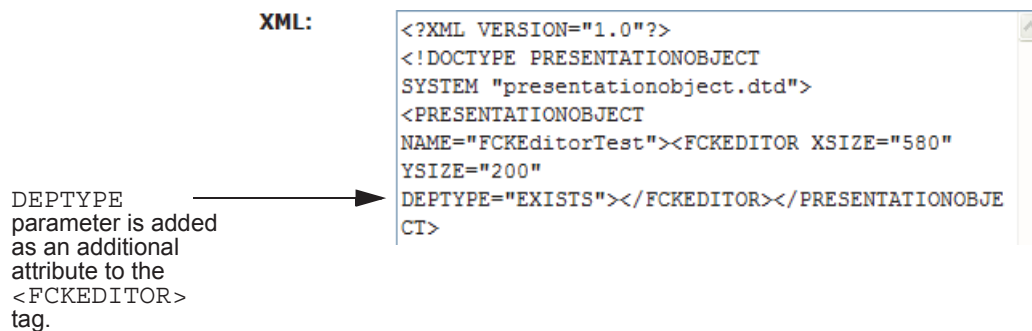 XML:
<?XML VERSION="1.0"?>
<!DOCTYPE PRESENTATIONOBJECT
SYSTEM "presentationobject.dtd">
<PRESENTATIONOBJECT
NAME="FCKEditorTest"><FCKEDITOR XSIZE="580"
YSIZE="200"
DEPTYPE="EXISTS"></FCKEDITOR></PRESENTATIONOBJE
CT>
DEPTYPE
parameter is added
as an additional
attribute to the
<FCKEDITOR>
tag.